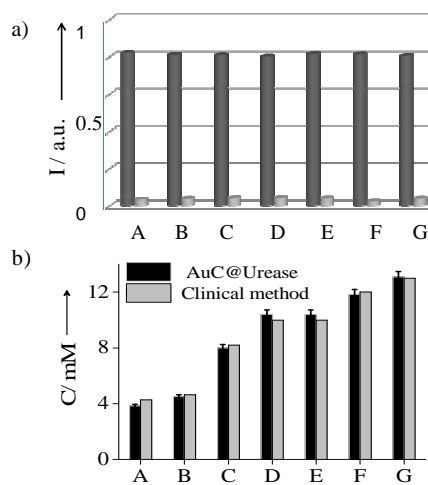 a)
1
0.5
0
I / a.u.
A B C D E F G
b)
AuC@Urease
Clinical method
12
8
4
0
C/ mM
A B C D E F G